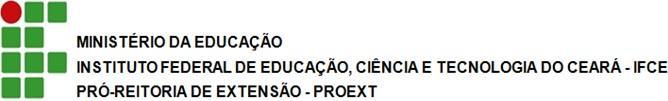 MINISTÉRIO DA EDUCAÇÃO
INSTITUTO FEDERAL DE EDUCAÇÃO, CIÊNCIA E TECNOLOGIA DO CEARÁ - IFCE
PRÓ-REITORIA DE EXTENSÃO - PROEXT